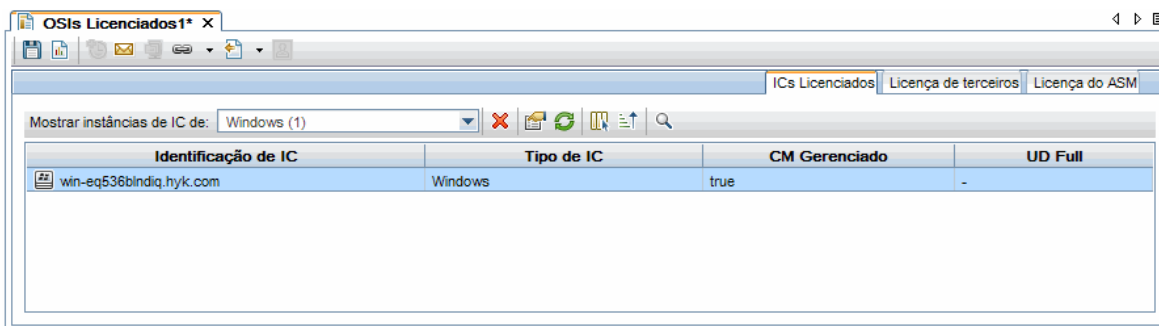 OSIs Licenciados1* X
ICs Licenciados Licença de terceiros Licença do ASM
Mostrar instâncias de IC de: Windows (1)
Identificação de IC Tipo de IC CM Gerenciado UD Full
win-eq536blndiq.hyk.com Windows true -